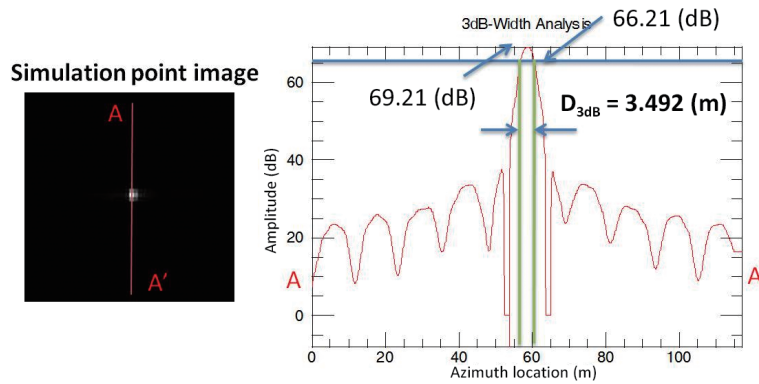 Simulation point image
A
A'
3dB-Width Analysis
66.21 (dB)
69.21 (dB)
D3dB = 3.492 (m)
Amplitude (dB)
60
40
20
0
A
A
0
20
40
60
80
100
Azimuth location (m)